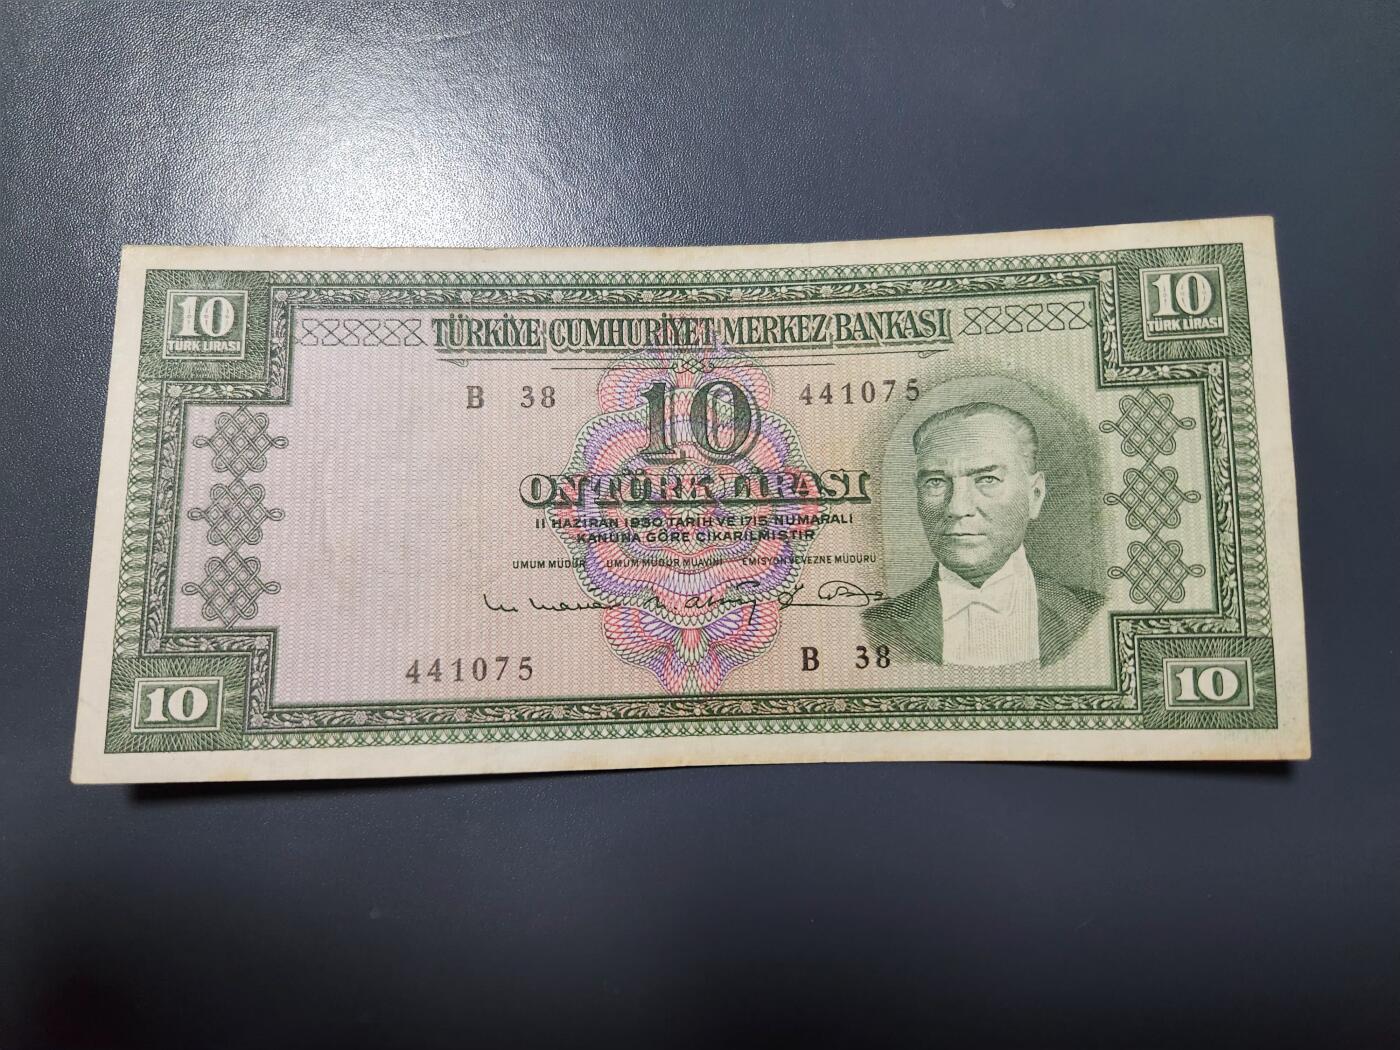 10
TÜRK LİRASI
TÜRKİYE CUMHURİYET MERKEZ BANKASI
10
TÜRK LİRASI
B 38
10
441075
ON TÜRK LİRASI
11 HAZİRAN 1930 TARİH VE 1715 NUMARALI
KANUNA GÖRE ÇIKARILMIŞTIR
UMUM MÜDÜR UMUM MÜDÜR MUAVİNİ EMİSYON VE VEZNE MÜDÜRÜ
441075
B 38
10
10